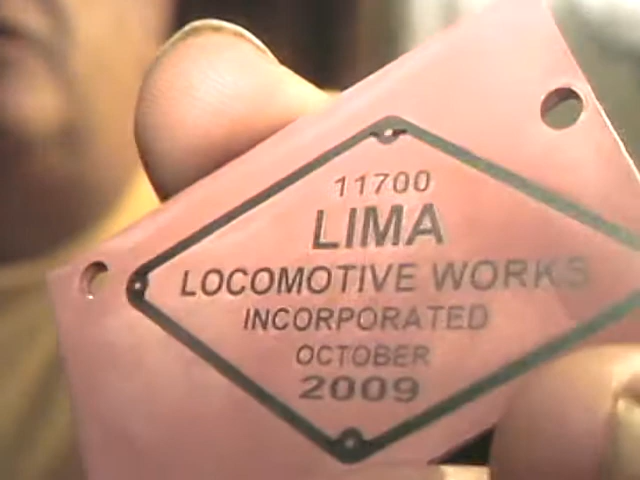 11700
LIMA
LOCOMOTIVE WORKS
INCORPORATED
OCTOBER
2009